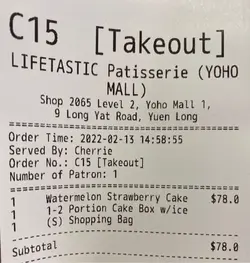 C15 [Takeout]
LIFETASTIC Patisserie (YOHO
MALL)
Shop 2065 Level 2, Yoho Mall 1,
9 Long Yat Road, Yuen Long
Order Time: 2022-02-13 14:58:55
Served By: Cherrie
Order No.: C15 [Takeout]
Number of Patron: 1
1 Watermelon Strawberry Cake $78.0
1 1-2 Portion Cake Box w/ice
1 (S) Shopping Bag
Subtotal $78.0